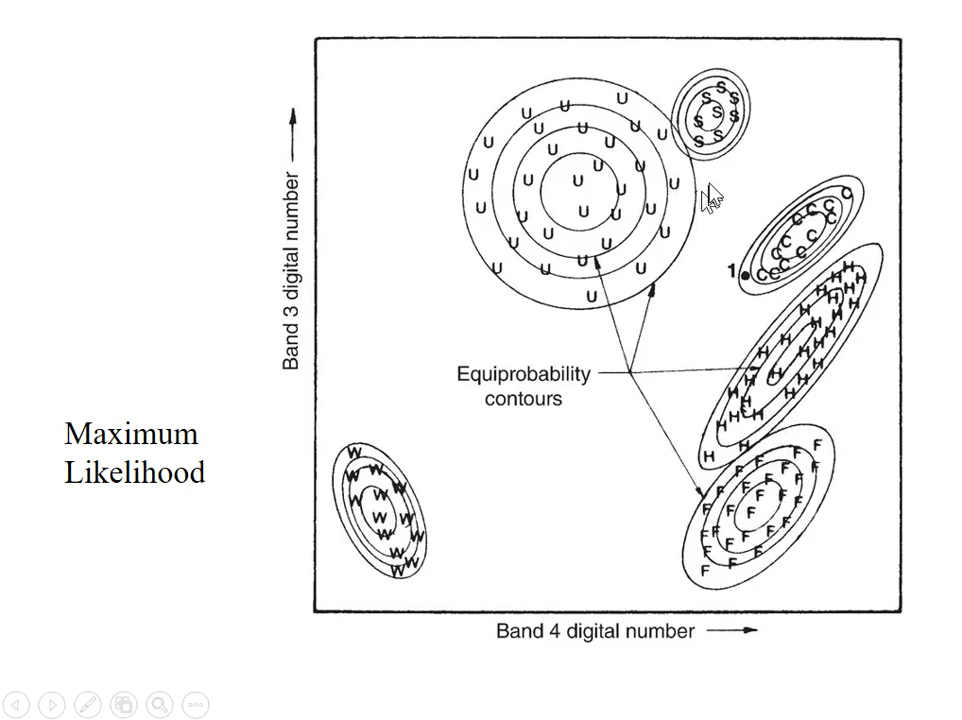 Maximum
Likelihood
Band 3 digital number
Equiprobability
contours
1
Band 4 digital number
U U U U U U U U U U U U U U U U U U U U U U U U U U U U
S S S S S S S S
C C C C C C C C C C C
H H H H H H H H H H H H H H H H H H H H H H
F F F F F F F F F F F F F F F F F F F F F F
W W W W W W W W W W W W